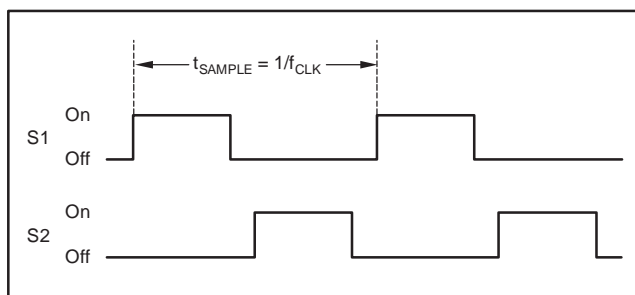 t_SAMPLE = 1/f_CLK
On
S1
Off
On
S2
Off